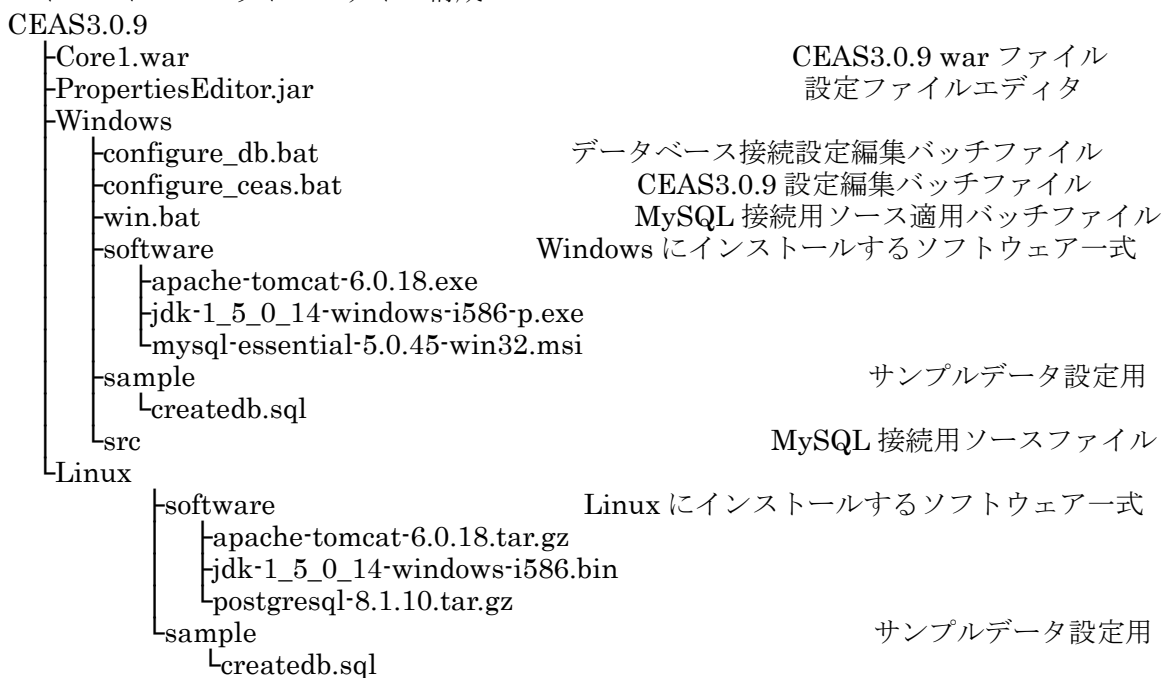 CEAS3.0.9
├Core1.war CEAS3.0.9 war ファイル
├PropertiesEditor.jar 設定ファイルエディタ
├Windows
├configure_db.bat データベース接続設定編集バッチファイル
├configure_ceas.bat CEAS3.0.9 設定編集バッチファイル
├win.bat MySQL 接続用ソース適用バッチファイル
├software Windows にインストールするソフトウェア一式
├apache-tomcat-6.0.18.exe
├jdk-1_5_0_14-windows-i586-p.exe
└mysql-essential-5.0.45-win32.msi
├sample サンプルデータ設定用
└createdb.sql
└src MySQL 接続用ソースファイル
└Linux
├software Linux にインストールするソフトウェア一式
├apache-tomcat-6.0.18.tar.gz
├jdk-1_5_0_14-windows-i586.bin
└postgresql-8.1.10.tar.gz
└sample サンプルデータ設定用
└createdb.sql